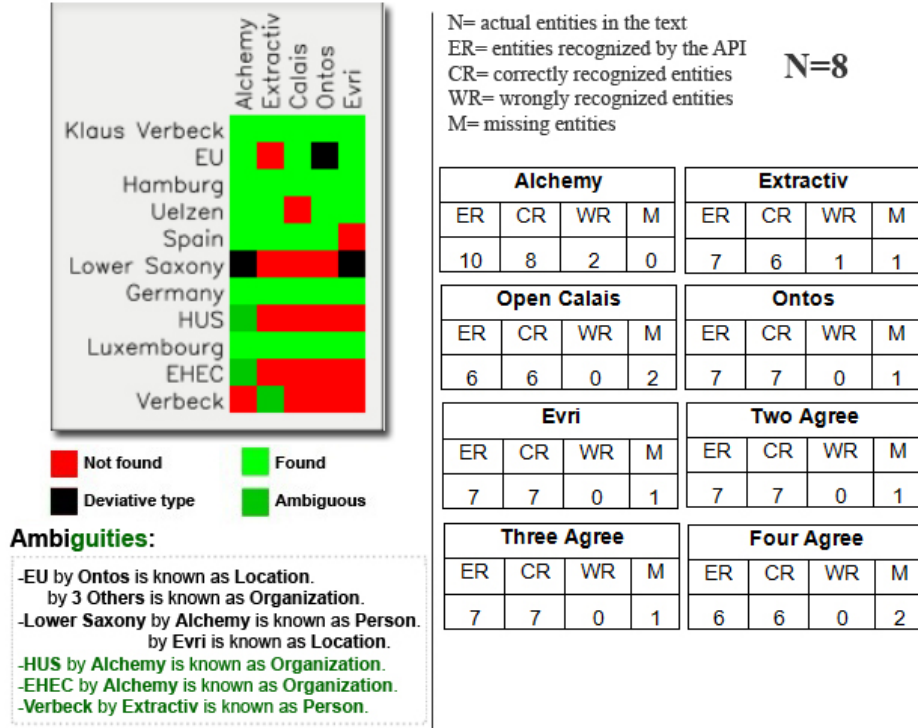 Alchemy
Extractiv
Calais
Ontos
Evri
Klaus Verbeck
EU
Hamburg
Uelzen
Spain
Lower Saxony
Germany
HUS
Luxembourg
EHEC
Verbeck
Not found
Found
Deviative type
Ambiguous
Ambiguities:
-EU by Ontos is known as Location.
by 3 Others is known as Organization.
-Lower Saxony by Alchemy is known as Person.
by Evri is known as Location.
-HUS by Alchemy is known as Organization.
-EHEC by Alchemy is known as Organization.
-Verbeck by Extractiv is known as Person.
N= actual entities in the text
ER= entities recognized by the API
CR= correctly recognized entities
WR= wrongly recognized entities
M= missing entities
N=8
Alchemy
ER CR WR M
10 8 2 0
Extractiv
ER CR WR M
7 6 1 1
Open Calais
ER CR WR M
6 6 0 2
Ontos
ER CR WR M
7 7 0 1
Evri
ER CR WR M
7 7 0 1
Two Agree
ER CR WR M
7 7 0 1
Three Agree
ER CR WR M
7 7 0 1
Four Agree
ER CR WR M
6 6 0 2